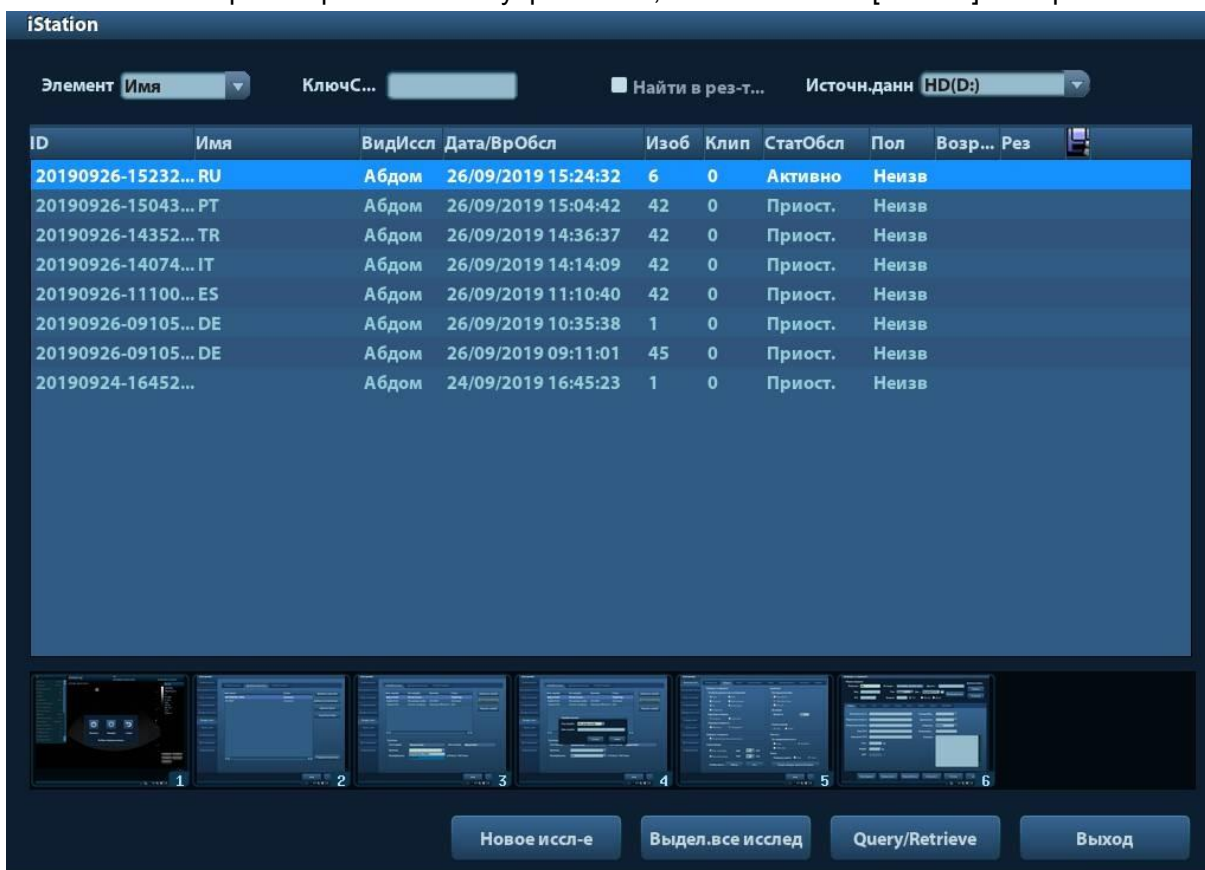 iStation
Элемент Имя КлючС... Найти в рез-т... Источн.данн HD(D:)
ID Имя ВидИссл Дата/ВрОбсл Изоб Клип СтатОбсл Пол Возр... Рез
20190926-15232... RU Абдом 26/09/2019 15:24:32 6 0 Активно Неизв
20190926-15043... PT Абдом 26/09/2019 15:04:42 42 0 Приост. Неизв
20190926-14352... TR Абдом 26/09/2019 14:36:37 42 0 Приост. Неизв
20190926-14074... IT Абдом 26/09/2019 14:14:09 42 0 Приост. Неизв
20190926-11100... ES Абдом 26/09/2019 11:10:40 42 0 Приост. Неизв
20190926-09105... DE Абдом 26/09/2019 10:35:38 1 0 Приост. Неизв
20190926-09105... DE Абдом 26/09/2019 09:11:01 45 0 Приост. Неизв
20190924-16452... Абдом 24/09/2019 16:45:23 1 0 Приост. Неизв
1 2 3 4 5 6
Новое иссл-е Выдел.все исслед Query/Retrieve Выход